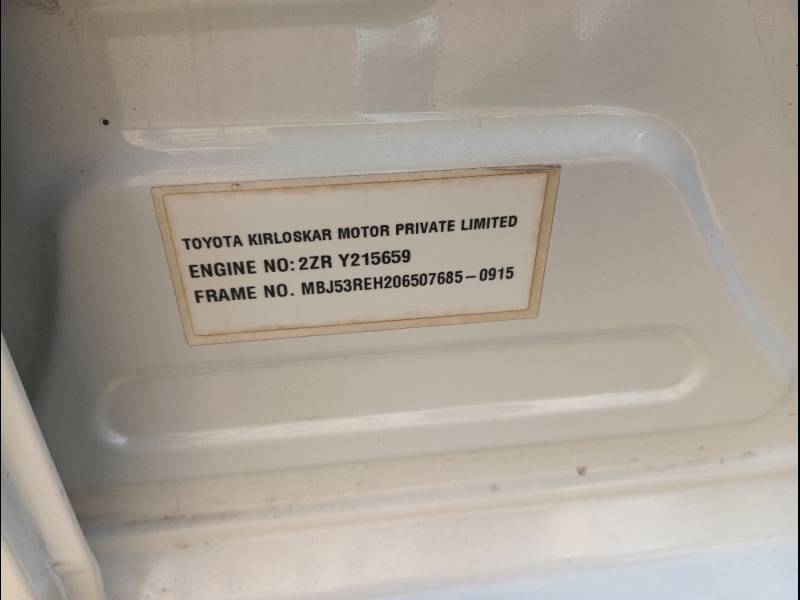 TOYOTA KIRLOSKAR MOTOR PRIVATE LIMITED
ENGINE NO: 2ZR Y215659
FRAME NO. MBJ53REH206507685-0915